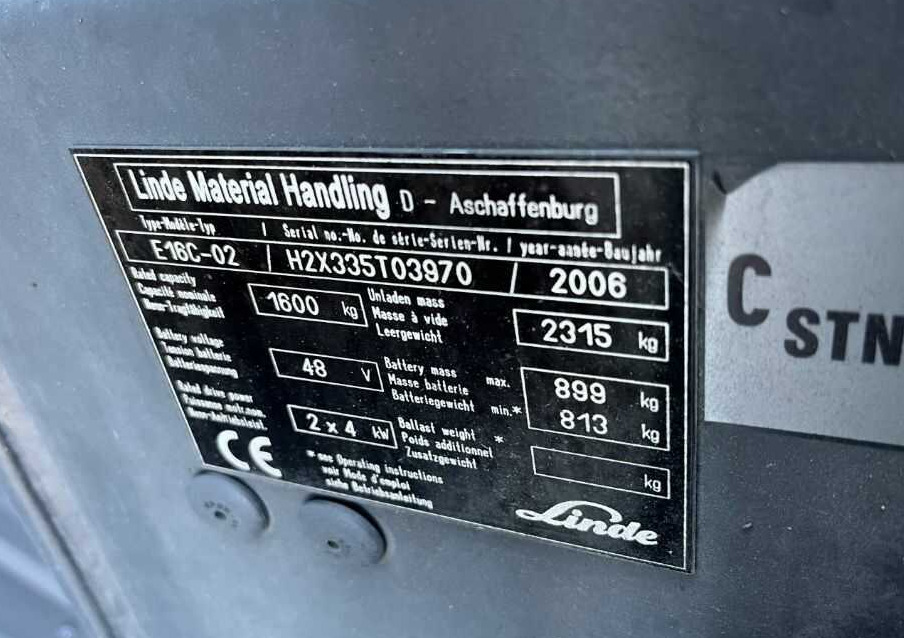 Linde Material Handling D - Aschaffenburg
Type-Modèle-Typ / Serial no.-No. de série-Serien-Nr. / year-année-Baujahr
E16C-02 / H2X335T03970 / 2006
Rated capacity
Capacité nominale
Nenn-Tragfähigkeit
1600 kg
Unladen mass
Masse à vide
Leergewicht
2315 kg
Battery voltage
Tension batterie
Batteriespannung
48 V
Battery mass max.
Masse batterie
Batteriegewicht min.*
899 kg
813 kg
Rated drive power
Puissance motr.nom.
Nenn-Antriebsleist.
2 x 4 kW
Ballast weight *
Poids additionnel
Zusatzgewicht
kg
CE
* see Operating instructions
voir Mode d'emploi
siehe Betriebsanleitung
Linde
C STN